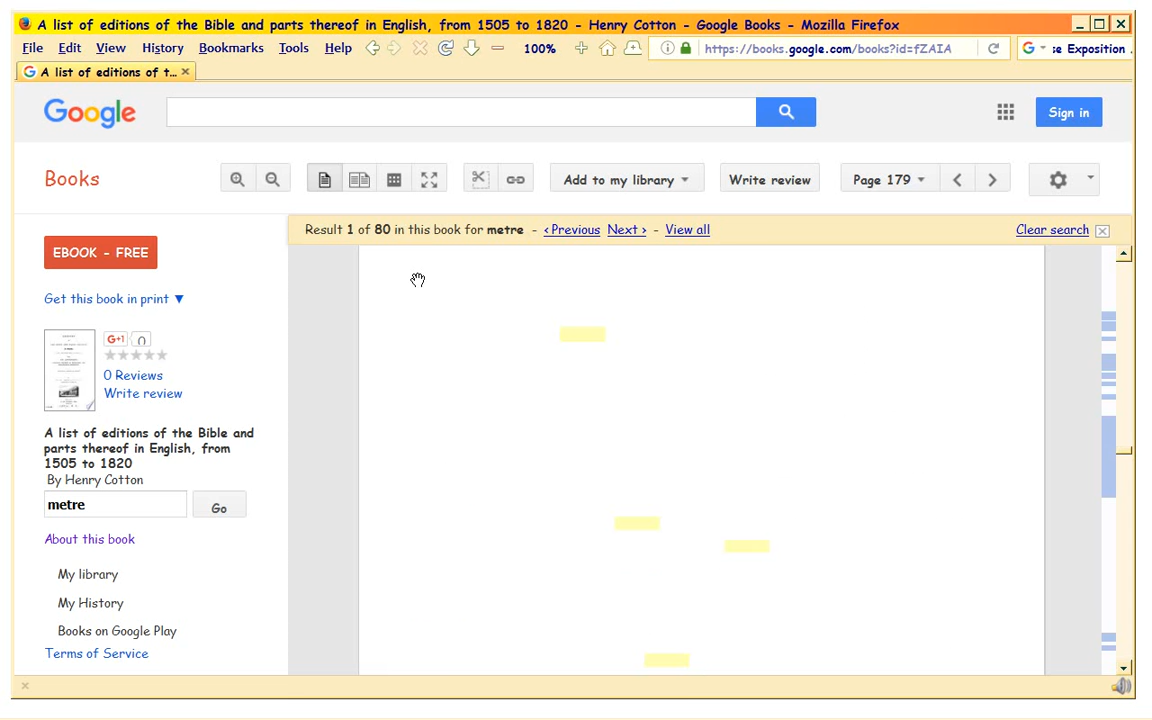 A list of editions of the Bible and parts thereof in English, from 1505 to 1820 - Henry Cotton - Google Books - Mozilla Firefox
File Edit View History Bookmarks Tools Help 100% https://books.google.com/books?id=fZAIA G se Exposition .
G A list of editions of t...
Google Sign in
Books Add to my library Write review Page 179
Result 1 of 80 in this book for metre - ‹ Previous Next › - View all Clear search
EBOOK - FREE
Get this book in print ▼
G+1 0
0 Reviews
Write review
A list of editions of the Bible and
parts thereof in English, from
1505 to 1820
By Henry Cotton
metre Go
About this book
My library
My History
Books on Google Play
Terms of Service